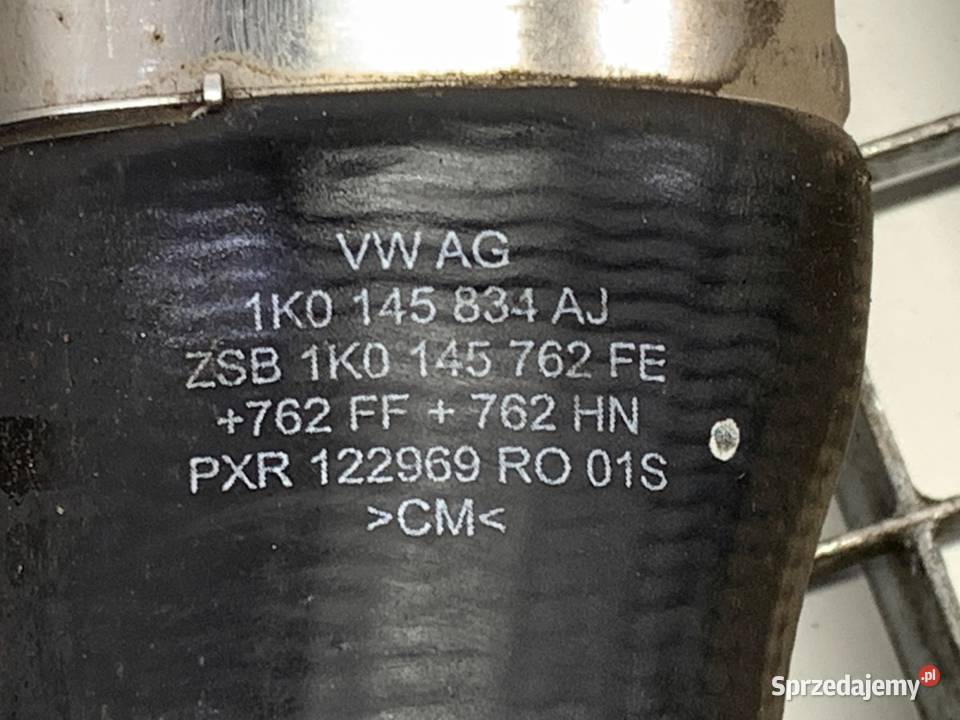 VW AG
1K0 145 834 AJ
ZSB 1K0 145 762 FE
+762 FF + 762 HN
PXR 122969 RO 01S
>CM<
Sprzedajemy.pl